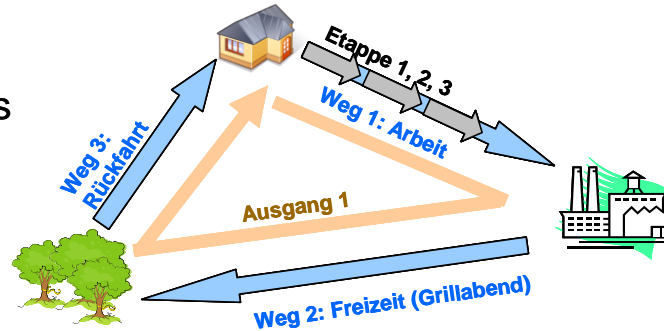 Etappe 1, 2, 3
Weg 1: Arbeit
Weg 3:
Rückfahrt
s
Ausgang 1
Weg 2: Freizeit (Grillabend)